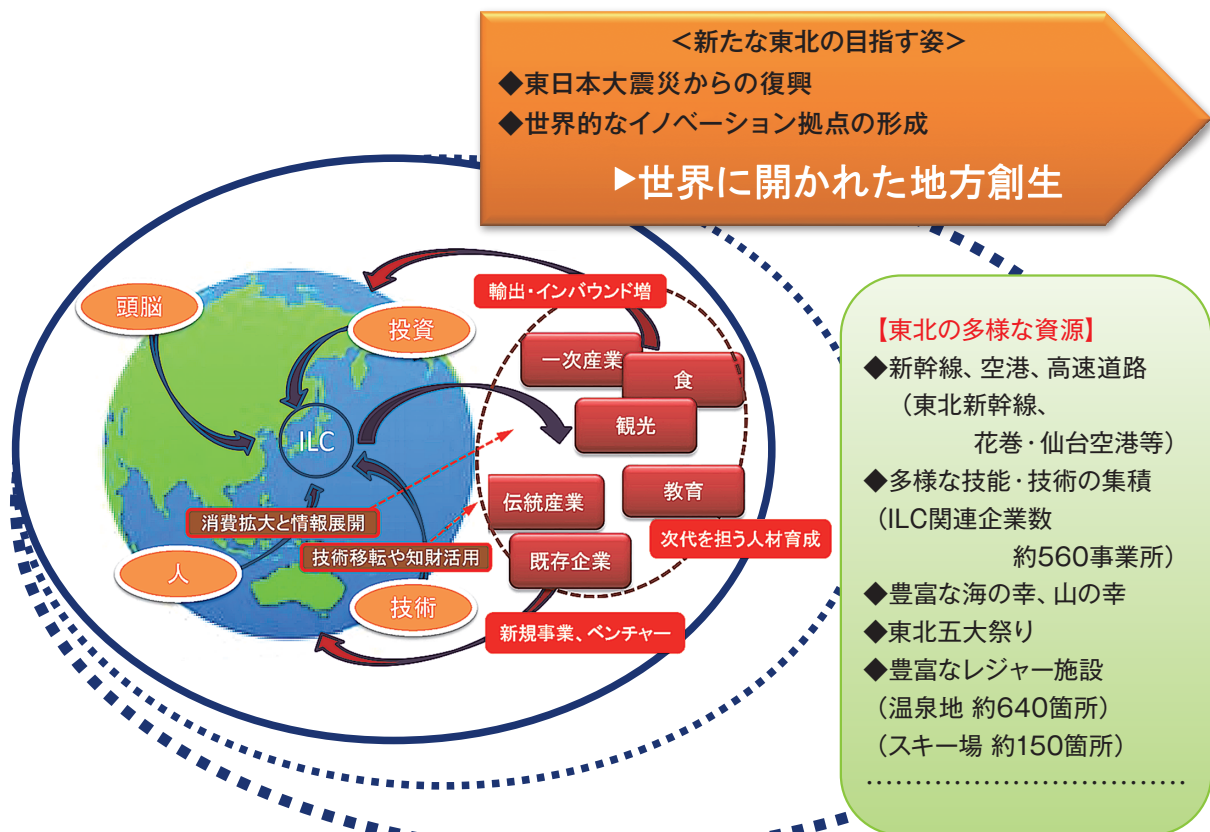 <新たな東北の目指す姿>
◆東日本大震災からの復興
◆世界的なイノベーション拠点の形成
▶世界に開かれた地方創生
頭脳
投資
ILC
人
技術
輸出・インバウンド増
一次産業
食
観光
伝統産業
教育
既存企業
消費拡大と情報展開
技術移転や知財活用
次代を担う人材育成
新規事業、ベンチャー
【東北の多様な資源】
◆新幹線、空港、高速道路
(東北新幹線、
花巻・仙台空港等)
◆多様な技能・技術の集積
(ILC関連企業数
約560事業所)
◆豊富な海の幸、山の幸
◆東北五大祭り
◆豊富なレジャー施設
(温泉地 約640箇所)
(スキー場 約150箇所)
………………………………